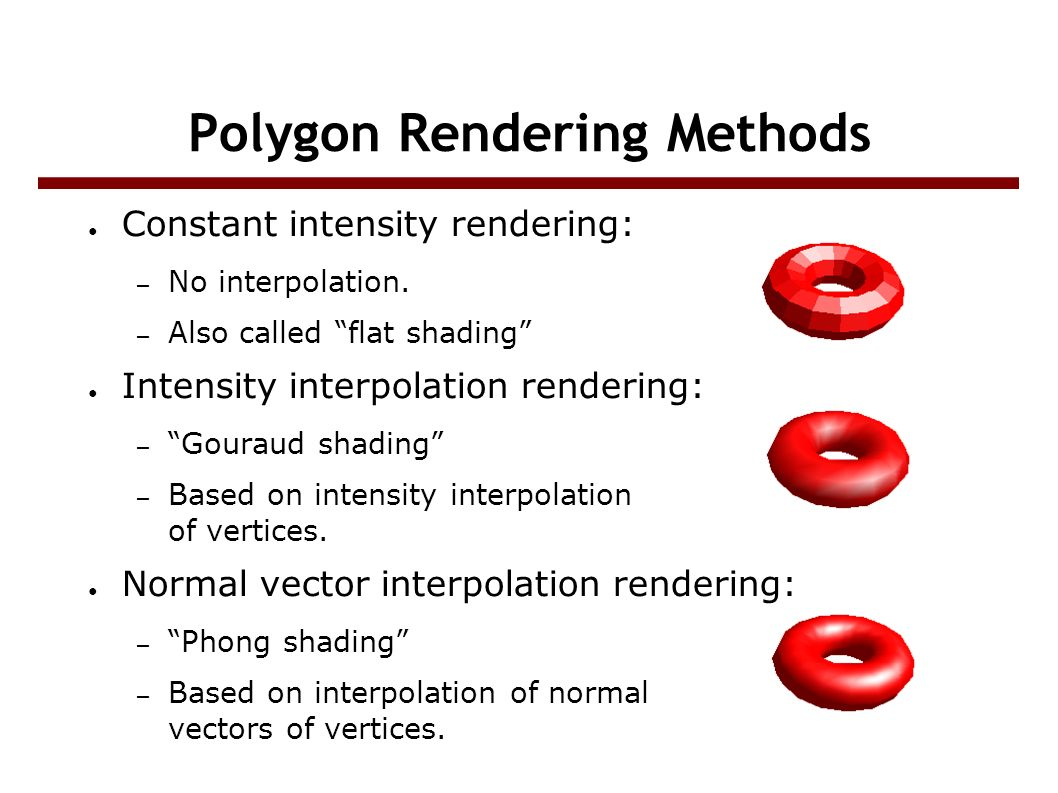 Polygon Rendering Methods
● Constant intensity rendering:
– No interpolation.
– Also called “flat shading”
● Intensity interpolation rendering:
– “Gouraud shading”
– Based on intensity interpolation
of vertices.
● Normal vector interpolation rendering:
– “Phong shading”
– Based on interpolation of normal
vectors of vertices.